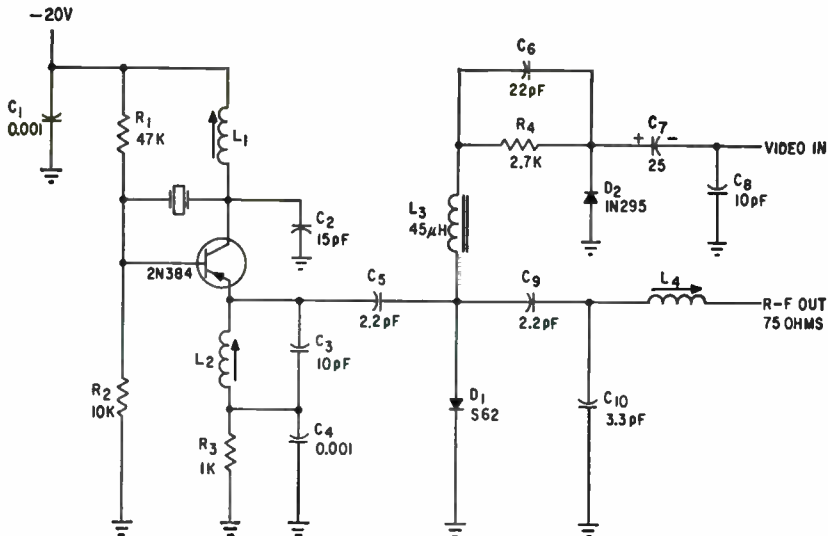 -20V
C1
0.001
R1
47K
L1
C2
15pF
2N384
C5
2.2pF
L2
C3
10pF
R2
10K
R3
1K
C4
0.001
C6
22pF
R4
2.7K
C7
+ -
25
VIDEO IN
C8
10pF
D2
1N295
L3
45μH
C9
2.2pF
L4
R-F OUT
75 OHMS
D1
S62
C10
3.3pF